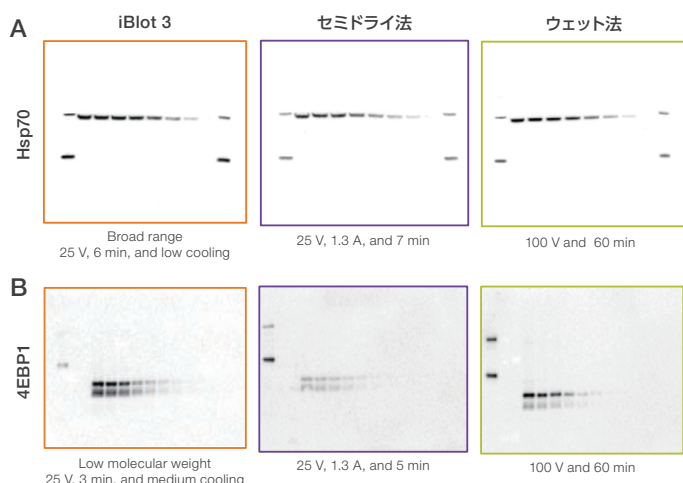 A
iBlot 3
セミドライ法
ウェット法
Hsp70
Broad range
25 V, 6 min, and low cooling
25 V, 1.3 A, and 7 min
100 V and 60 min
B
4EBP1
Low molecular weight
25 V, 3 min, and medium cooling
25 V, 1.3 A, and 5 min
100 V and 60 min